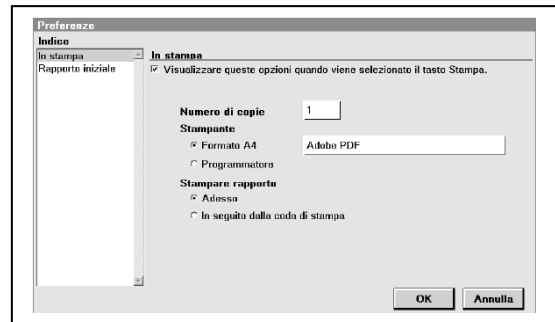 Preferenze
Indice
In stampa
Rapporto iniziale
In stampa
Visualizzare queste opzioni quando viene selezionato il tasto Stampa.
Numero di copie 1
Stampante
Formato A4 Adobe PDF
Programmatore
Stampare rapporto
Adesso
In seguito dalla coda di stampa
OK Annulla